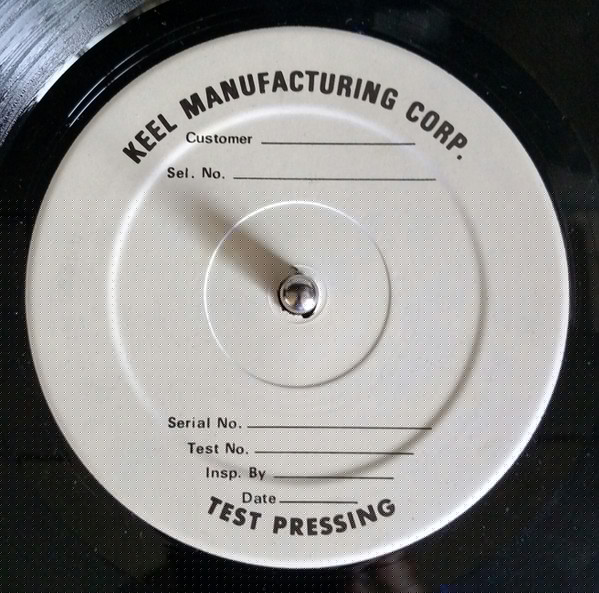 KEEL MANUFACTURING CORP.
Customer
Sel. No.
Serial No.
Test No.
Insp. By
Date
TEST PRESSING